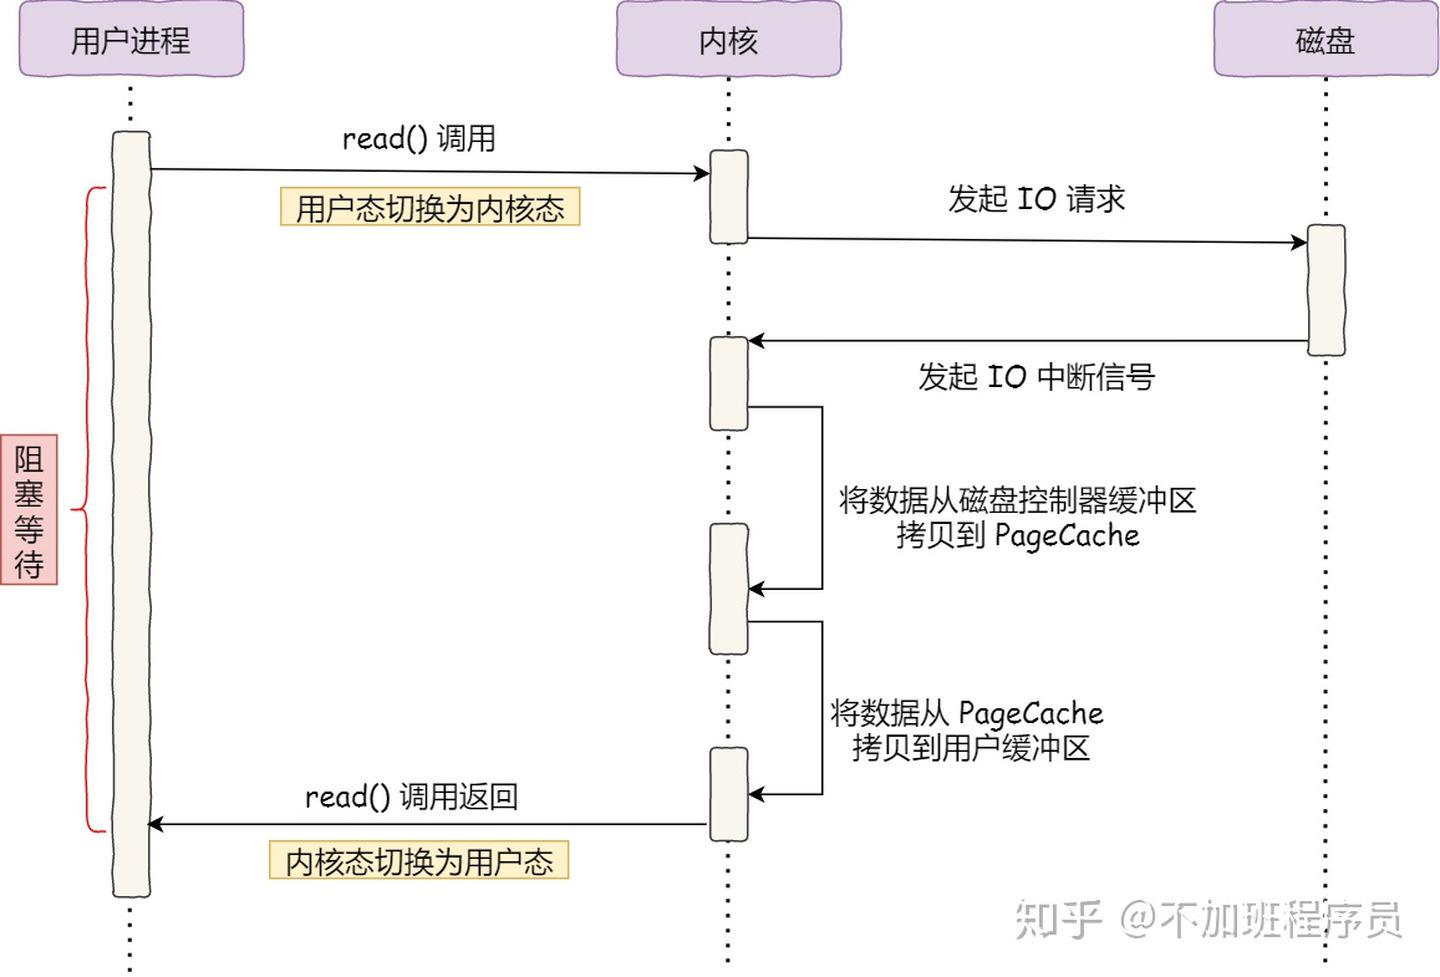 用户进程
内核
磁盘
read() 调用
用户态切换为内核态
发起 IO 请求
发起 IO 中断信号
阻
塞
等
待
将数据从磁盘控制器缓冲区
拷贝到 PageCache
将数据从 PageCache
拷贝到用户缓冲区
read() 调用返回
内核态切换为用户态
知乎 @不加班程序员